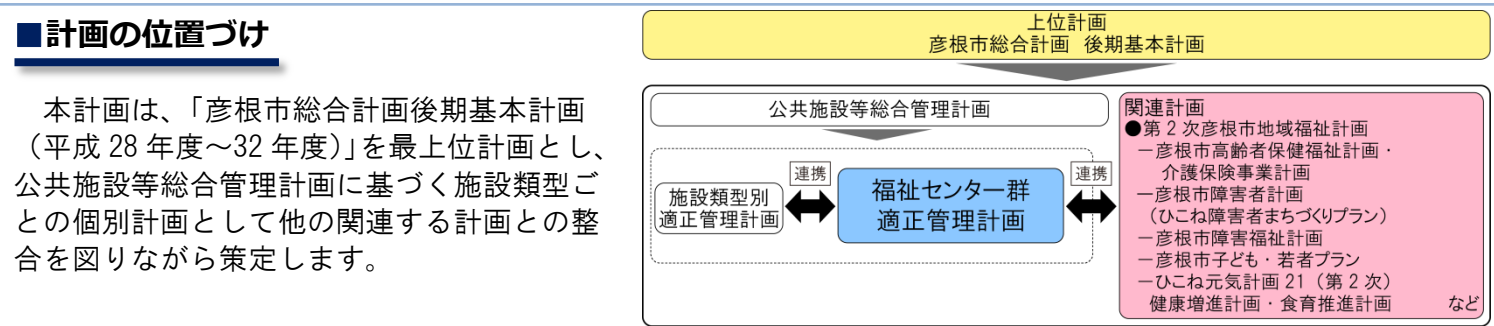 ■計画の位置づけ
本計画は、「彦根市総合計画後期基本計画
（平成 28 年度～32 年度）」を最上位計画とし、
公共施設等総合管理計画に基づく施設類型ご
との個別計画として他の関連する計画との整
合を図りながら策定します。
上位計画
彦根市総合計画 後期基本計画
公共施設等総合管理計画
施設類型別
適正管理計画
連携
福祉センター群
適正管理計画
連携
関連計画
●第２次彦根市地域福祉計画
－彦根市高齢者保健福祉計画・
介護保険事業計画
－彦根市障害者計画
（ひこね障害者まちづくりプラン）
－彦根市障害福祉計画
－彦根市子ども・若者プラン
－ひこね元気計画 21（第２次）
健康増進計画・食育推進計画 など